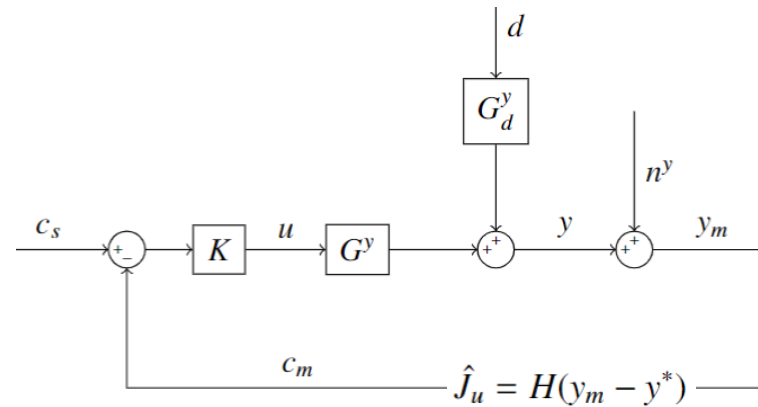 d
G_d^y
n^y
c_s
+
−
K
u
G^y
+
+
y
+
+
y_m
c_m
Ĵ_u = H(y_m − y^*)